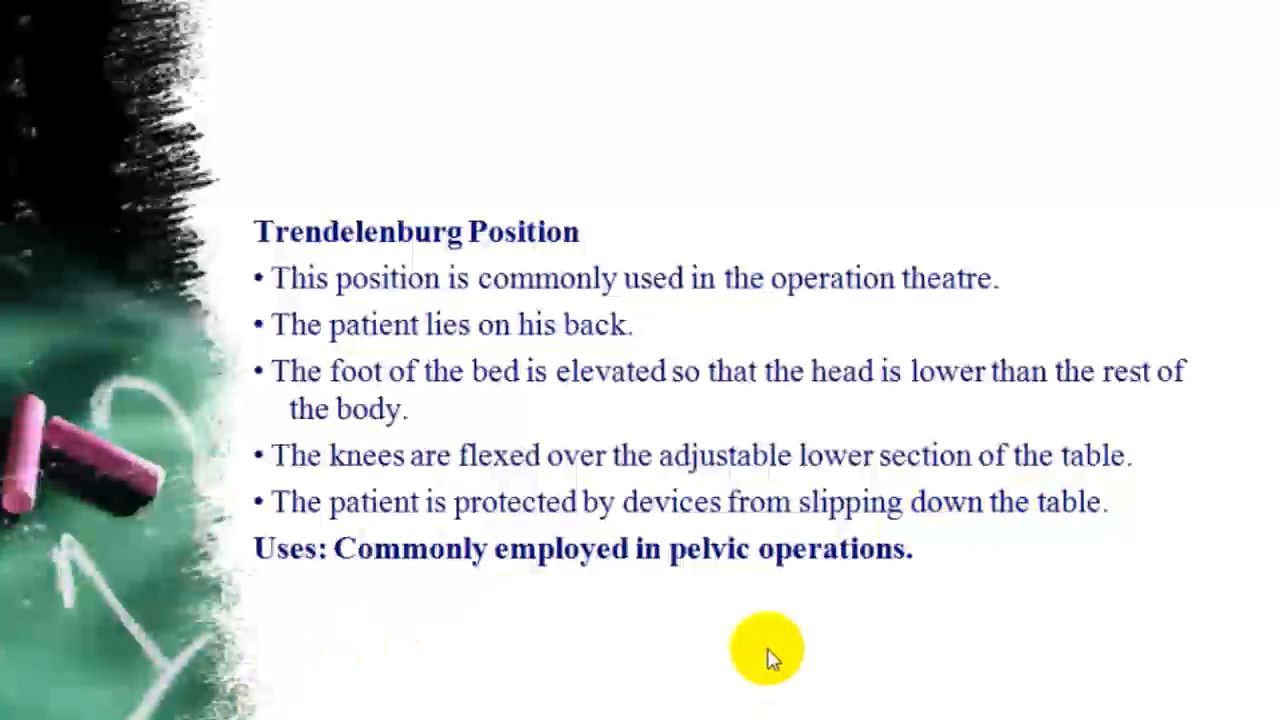 Trendelenburg Position
• This position is commonly used in the operation theatre.
• The patient lies on his back.
• The foot of the bed is elevated so that the head is lower than the rest of
the body.
• The knees are flexed over the adjustable lower section of the table.
• The patient is protected by devices from slipping down the table.
Uses: Commonly employed in pelvic operations.